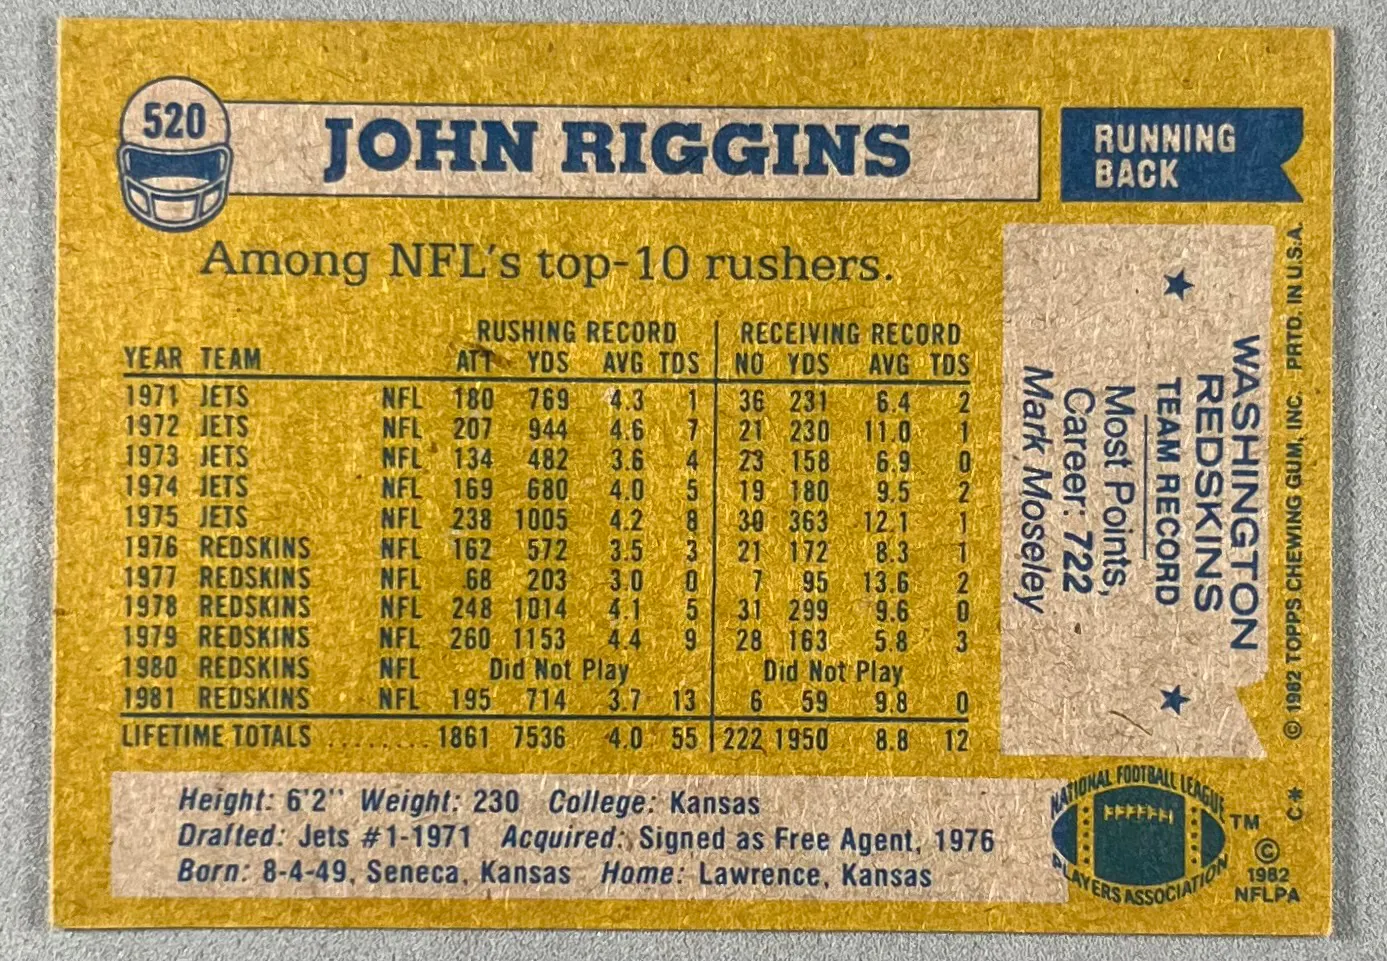 520
JOHN RIGGINS
RUNNING
BACK
Among NFL's top-10 rushers.
RUSHING RECORD RECEIVING RECORD
YEAR TEAM ATT YDS AVG TDS NO YDS AVG TDS
1971 JETS NFL 180 769 4.3 1 36 231 6.4 2
1972 JETS NFL 207 944 4.6 7 21 230 11.0 1
1973 JETS NFL 134 482 3.6 4 23 158 6.9 0
1974 JETS NFL 169 680 4.0 5 19 180 9.5 2
1975 JETS NFL 238 1005 4.2 8 30 363 12.1 1
1976 REDSKINS NFL 162 572 3.5 3 21 172 8.3 1
1977 REDSKINS NFL 68 203 3.0 0 7 95 13.6 2
1978 REDSKINS NFL 248 1014 4.1 5 31 299 9.6 0
1979 REDSKINS NFL 260 1153 4.4 9 28 163 5.8 3
1980 REDSKINS NFL Did Not Play Did Not Play
1981 REDSKINS NFL 195 714 3.7 13 6 59 9.8 0
LIFETIME TOTALS ........ 1861 7536 4.0 55 222 1950 8.8 12
WASHINGTON
REDSKINS
TEAM RECORD
Most Points,
Career: 722
Mark Moseley
© 1982 TOPPS CHEWING GUM, INC. PRTD. IN U.S.A.
C*
Height: 6'2" Weight: 230 College: Kansas
Drafted: Jets #1-1971 Acquired: Signed as Free Agent, 1976
Born: 8-4-49, Seneca, Kansas Home: Lawrence, Kansas
NATIONAL FOOTBALL LEAGUE
PLAYERS ASSOCIATION
TM
©
1982
NFLPA